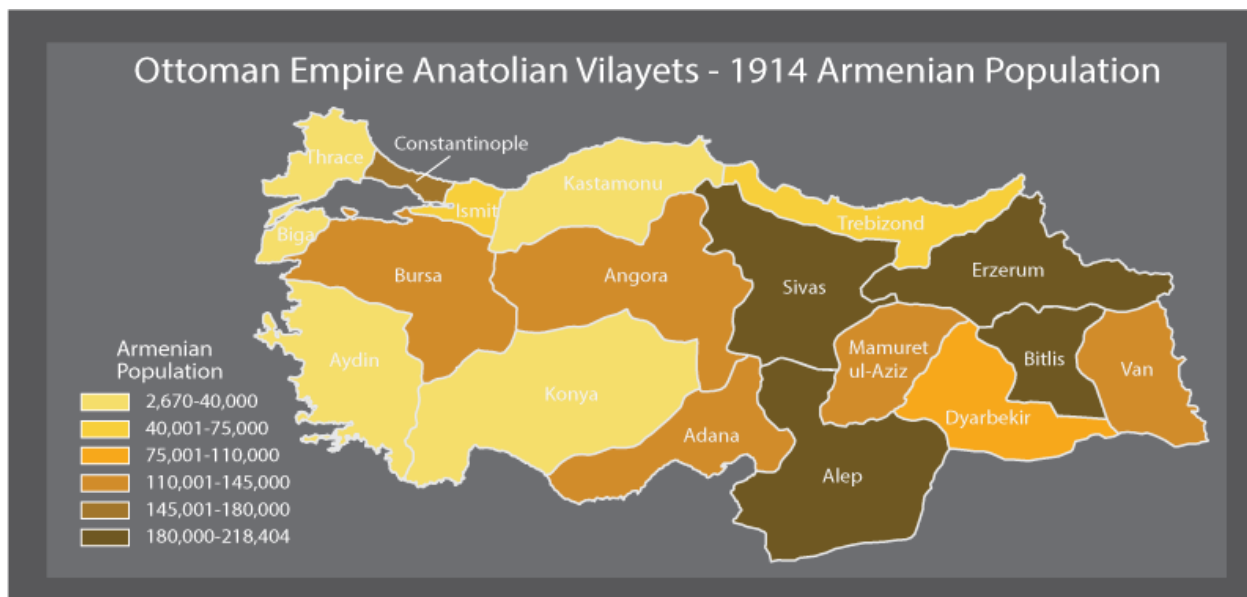 Ottoman Empire Anatolian Vilayets - 1914 Armenian Population
Constantinople
Thrace
Kastamonu
Ismit
Trebizond
Biga
Bursa
Angora
Sivas
Erzerum
Aydin
Mamuret
ul-Aziz
Bitlis
Van
Konya
Dyarbekir
Adana
Alep
Armenian
Population
2,670-40,000
40,001-75,000
75,001-110,000
110,001-145,000
145,001-180,000
180,000-218,404